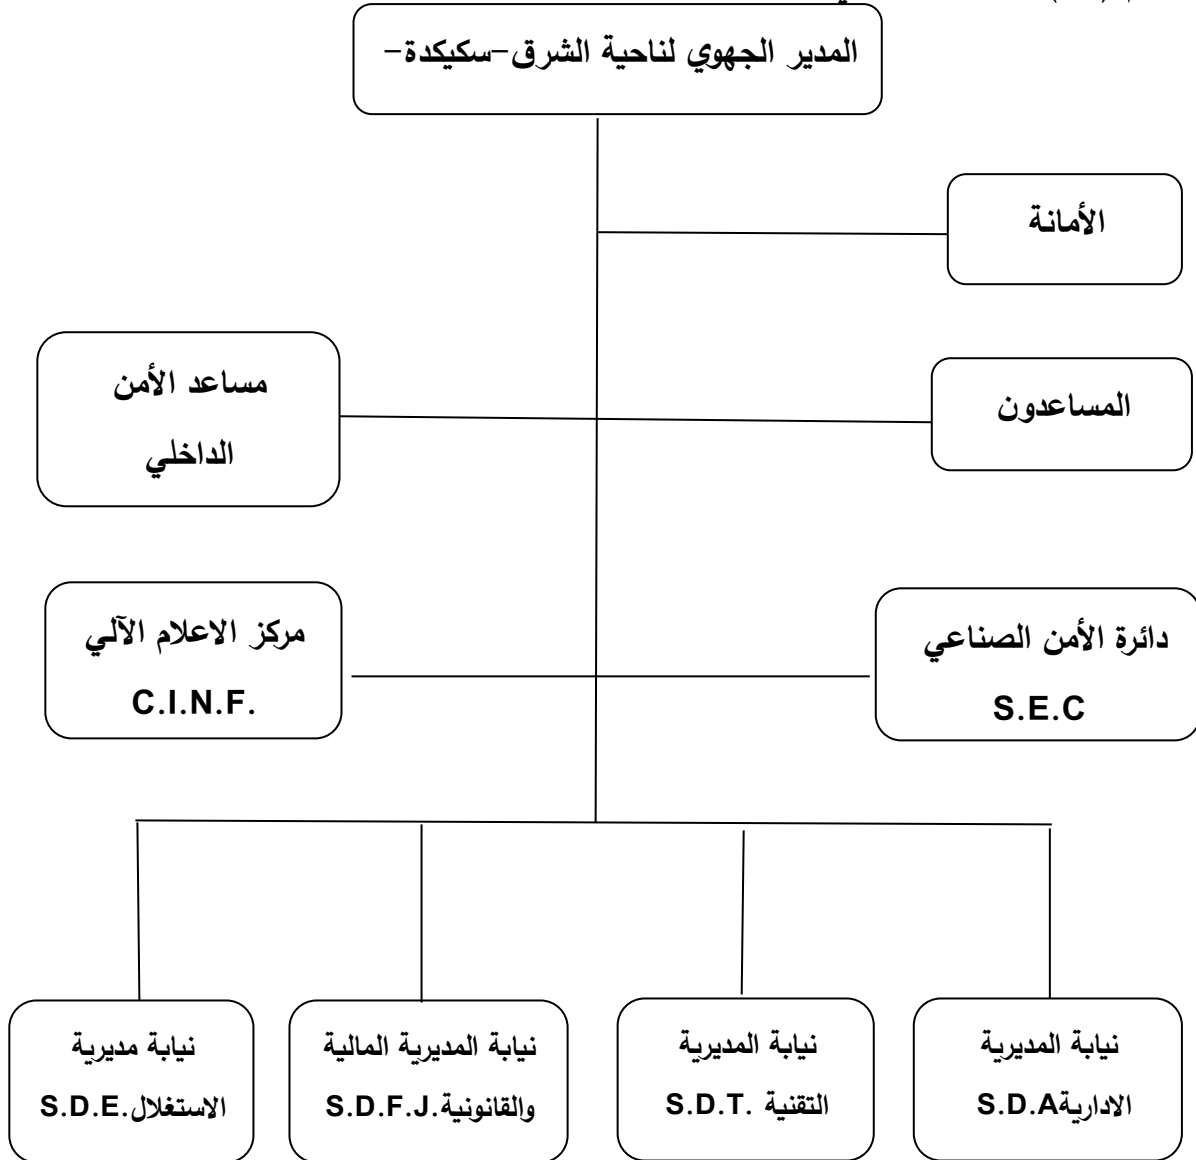 المدير الجهوي لناحية الشرق-سكيكدة-
الأمانة
المساعدون
مساعد الأمن
الداخلي
دائرة الأمن الصناعي
S.E.C
مركز الاعلام الآلي
C.I.N.F.
نيابة المديرية
الاداريةS.D.A
نيابة المديرية
التقنية .S.D.T
نيابة المديرية المالية
والقانونية.S.D.F.J
نيابة مديرية
الاستغلال.S.D.E